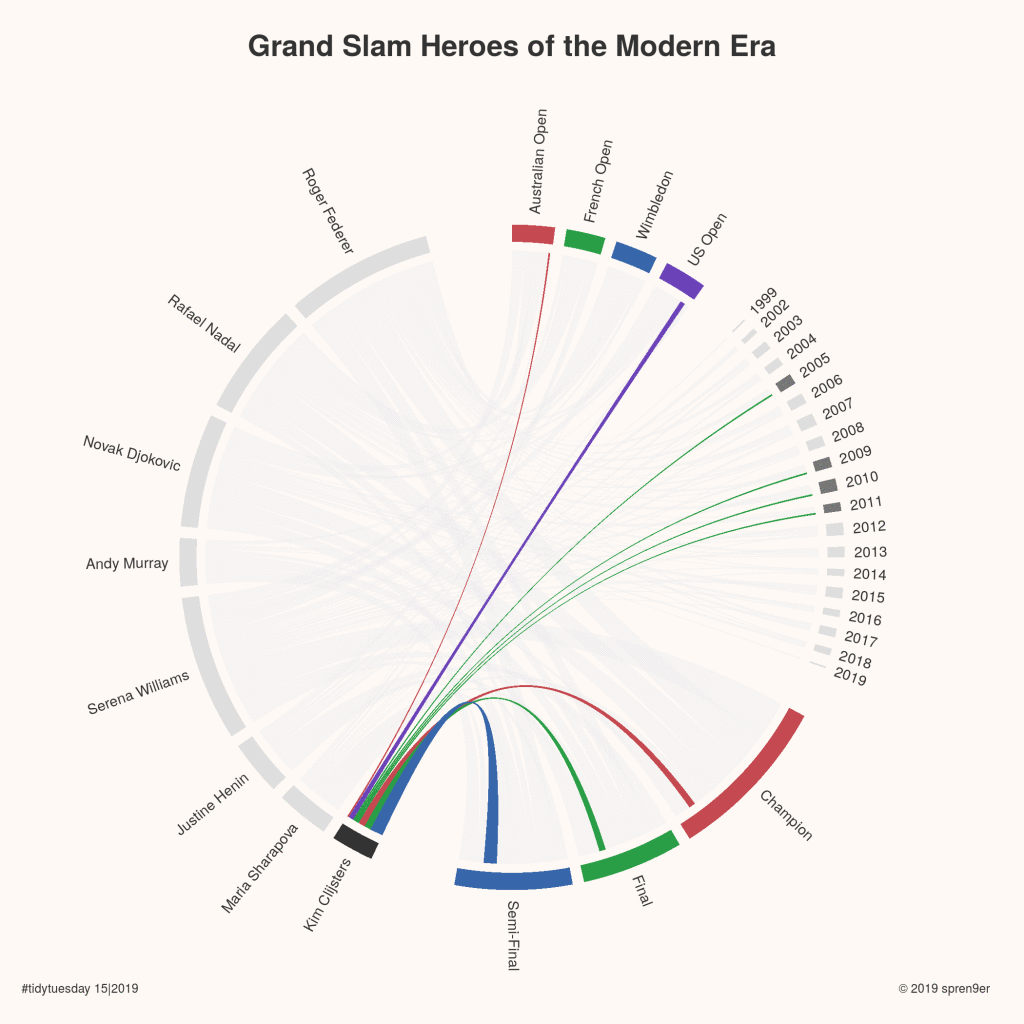 Grand Slam Heroes of the Modern Era
Australian Open
French Open
Wimbledon
US Open
1999
2002
2003
2004
2005
2006
2007
2008
2009
2010
2011
2012
2013
2014
2015
2016
2017
2018
2019
Champion
Final
Semi-Final
Kim Clijsters
Maria Sharapova
Justine Henin
Serena Williams
Andy Murray
Novak Djokovic
Rafael Nadal
Roger Federer
#tidytuesday 15|2019
© 2019 spren9er